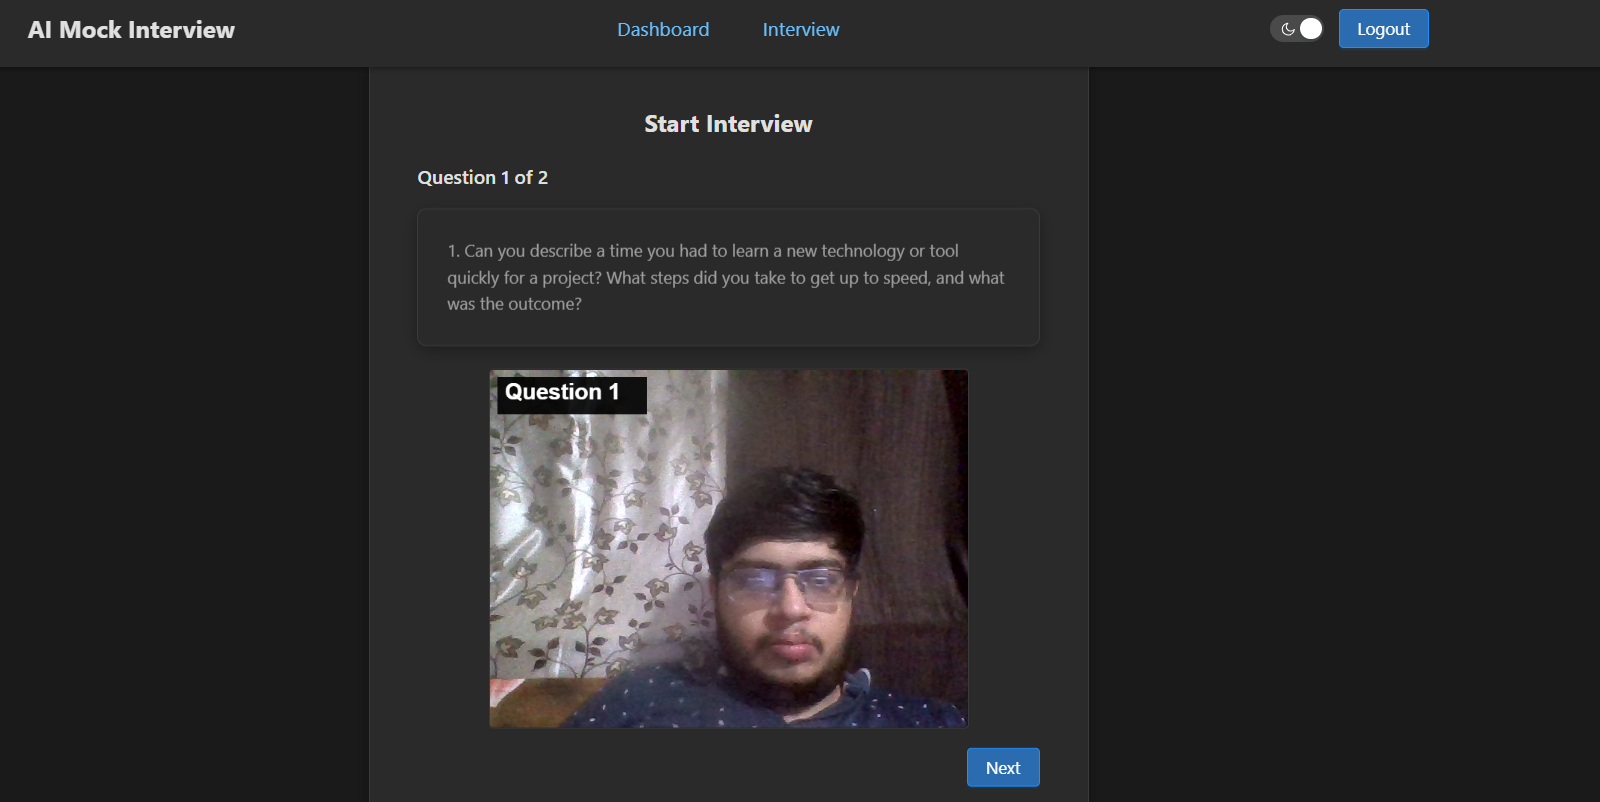 AI Mock Interview
Dashboard
Interview
Logout
Start Interview
Question 1 of 2
1. Can you describe a time you had to learn a new technology or tool
quickly for a project? What steps did you take to get up to speed, and what
was the outcome?
Question 1
Next